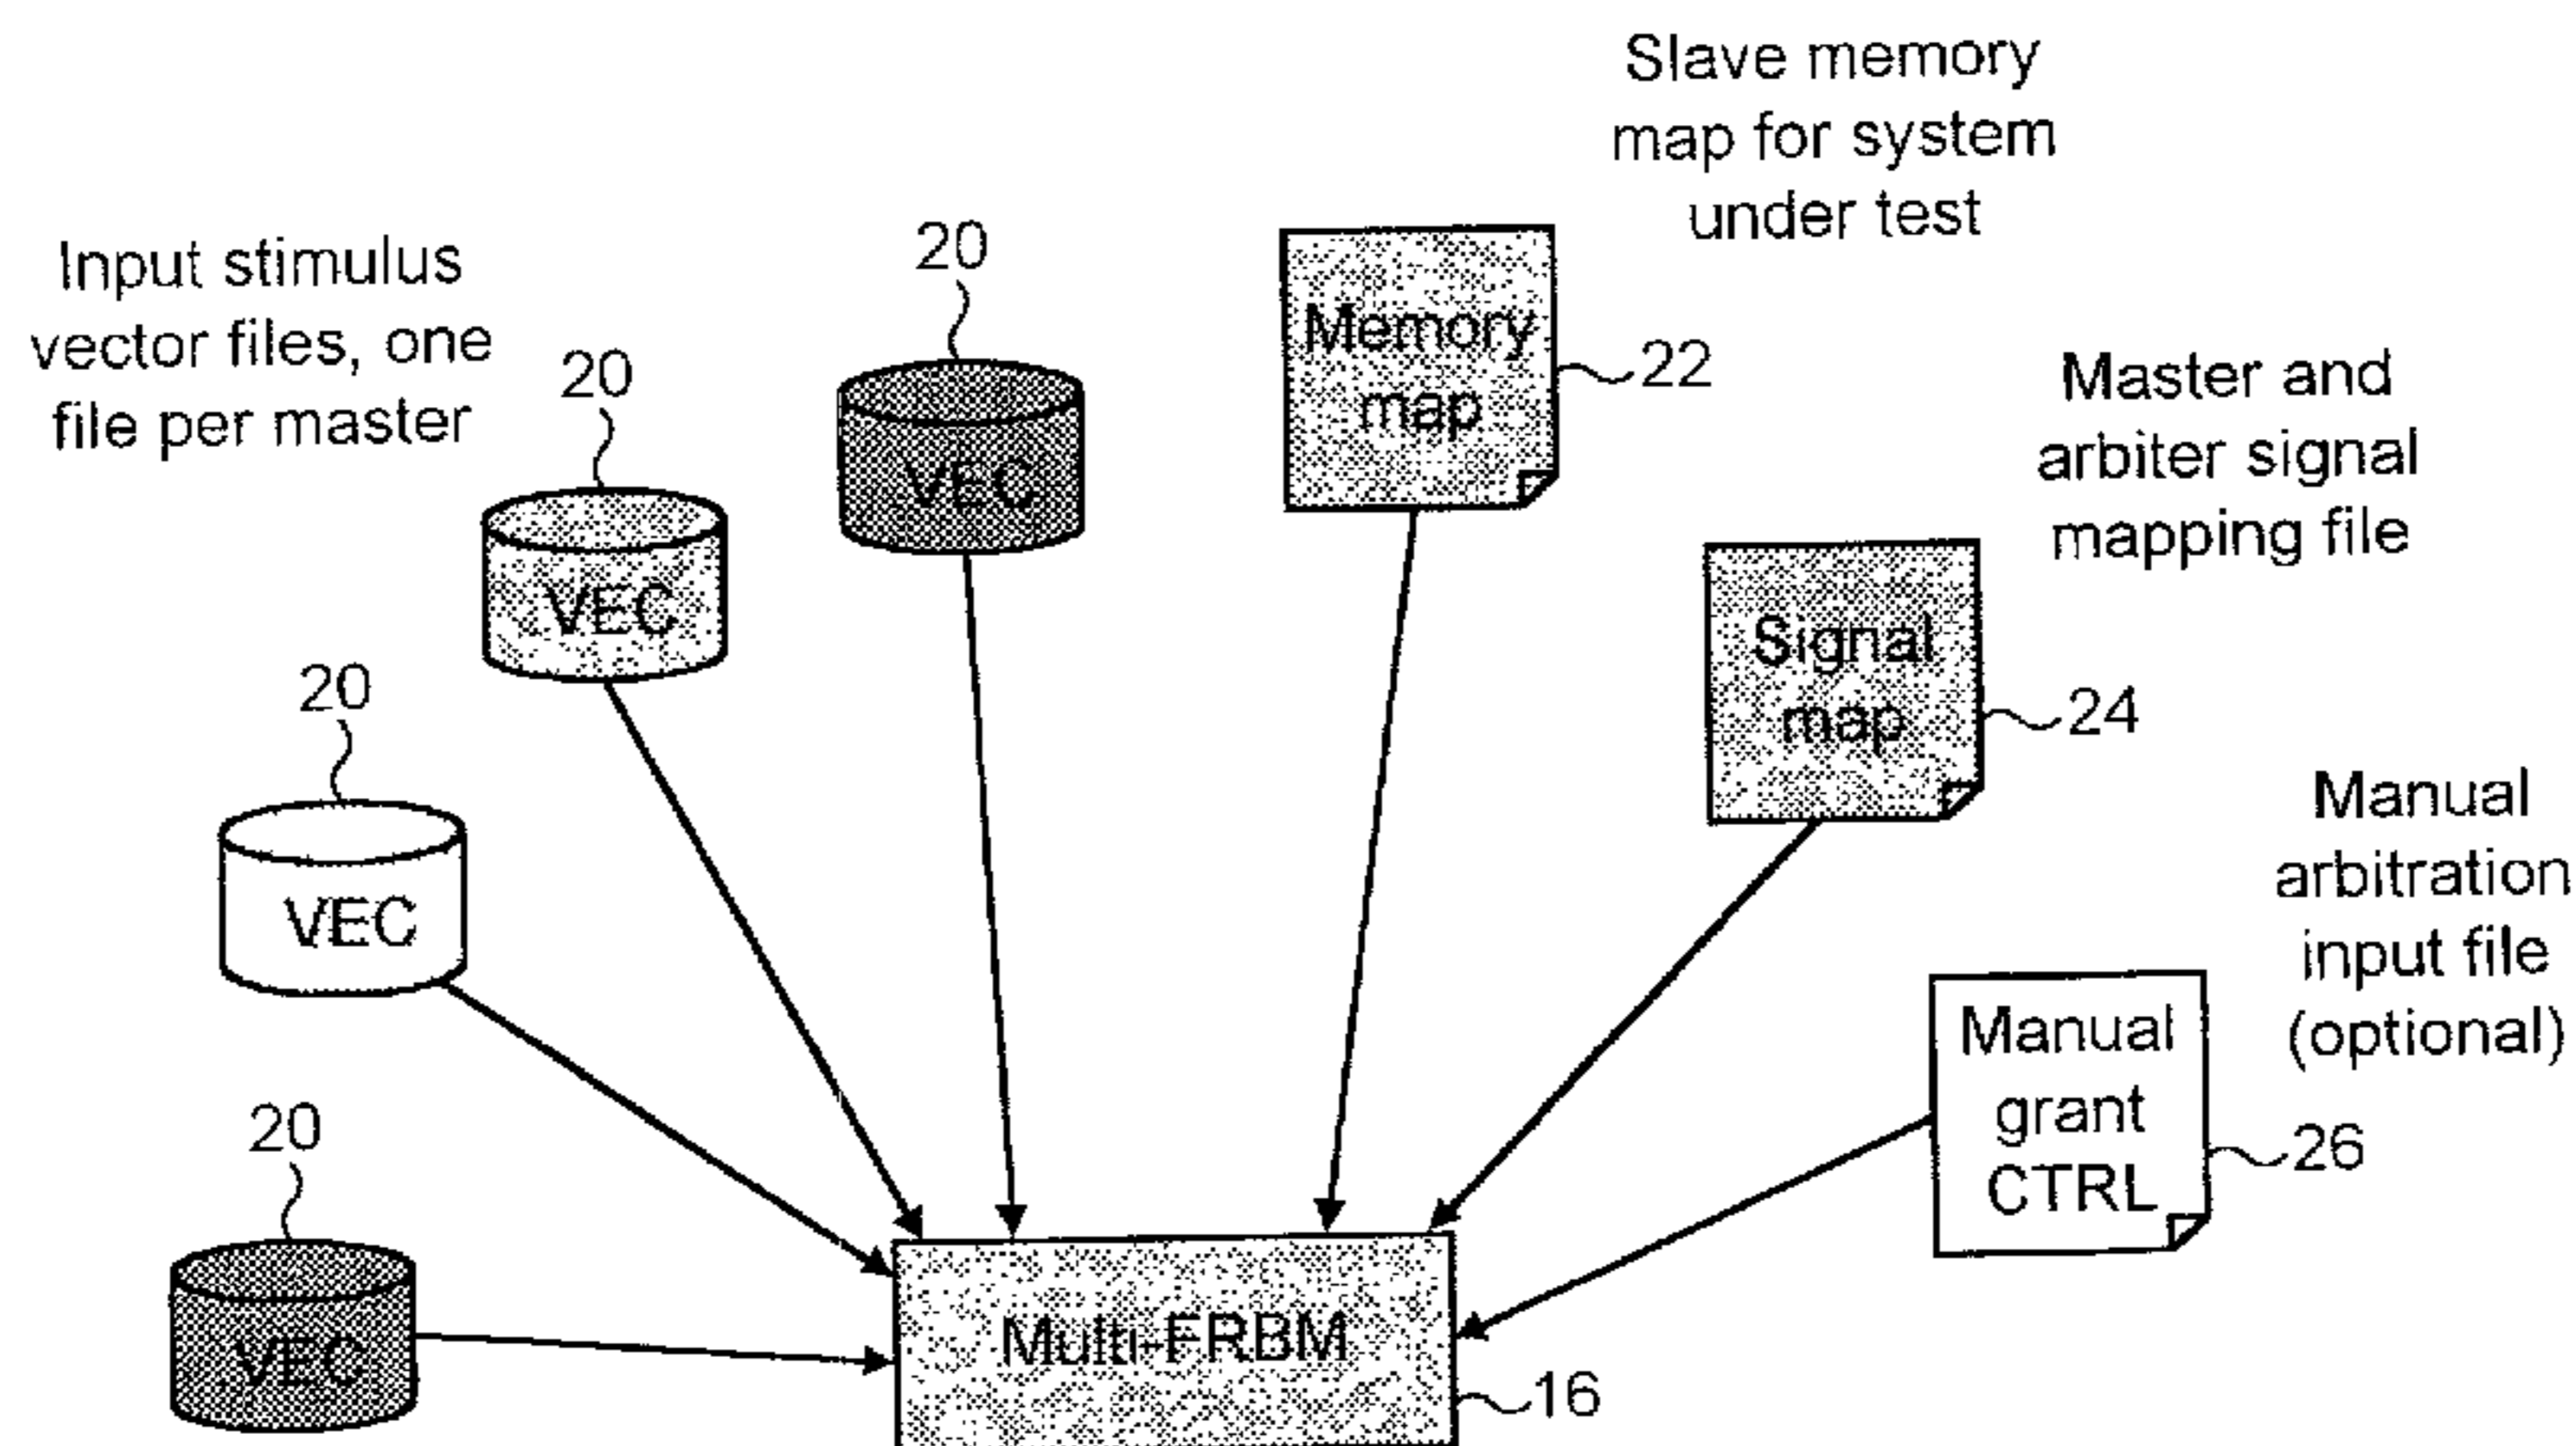 Slave memory
map for system
under test
Input stimulus
vector files, one
file per master
20
20
20
20
VEC
VEC
VEC
VEC
Memory
map
22
Master and
arbiter signal
mapping file
Signal
map
24
Manual
arbitration
input file
(optional)
Manual
grant
CTRL
26
Multi-FRBM
16